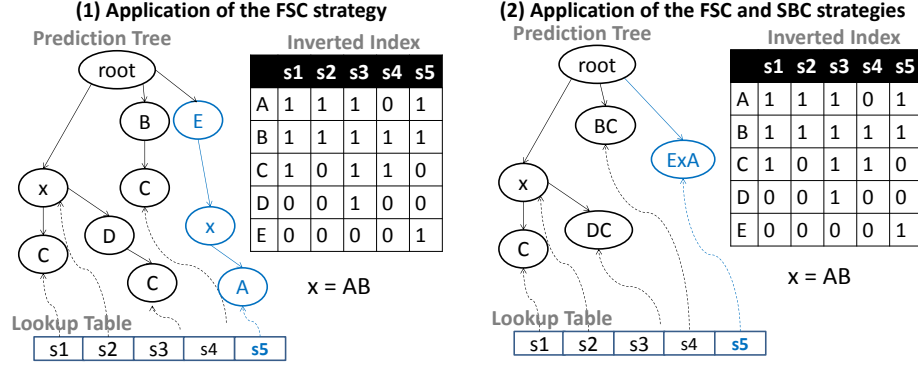 (1) Application of the FSC strategy
Prediction Tree
Inverted Index
root
s1 s2 s3 s4 s5
A 1 1 1 0 1
B 1 1 1 1 1
C 1 0 1 1 0
D 0 0 1 0 0
E 0 0 0 0 1
B
E
x
C
D
x
C
C
A
x = AB
Lookup Table
s1 s2 s3 s4 s5
(2) Application of the FSC and SBC strategies
Prediction Tree
Inverted Index
root
s1 s2 s3 s4 s5
A 1 1 1 0 1
B 1 1 1 1 1
C 1 0 1 1 0
D 0 0 1 0 0
E 0 0 0 0 1
BC
ExA
x
DC
C
x = AB
Lookup Table
s1 s2 s3 s4 s5